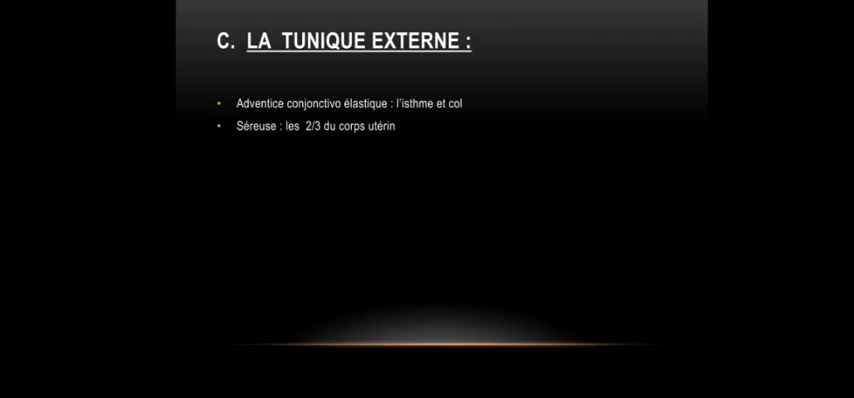 C. LA TUNIQUE EXTERNE :
• Adventice conjonctivo élastique : l'isthme et col
• Séreuse : les 2/3 du corps utérin